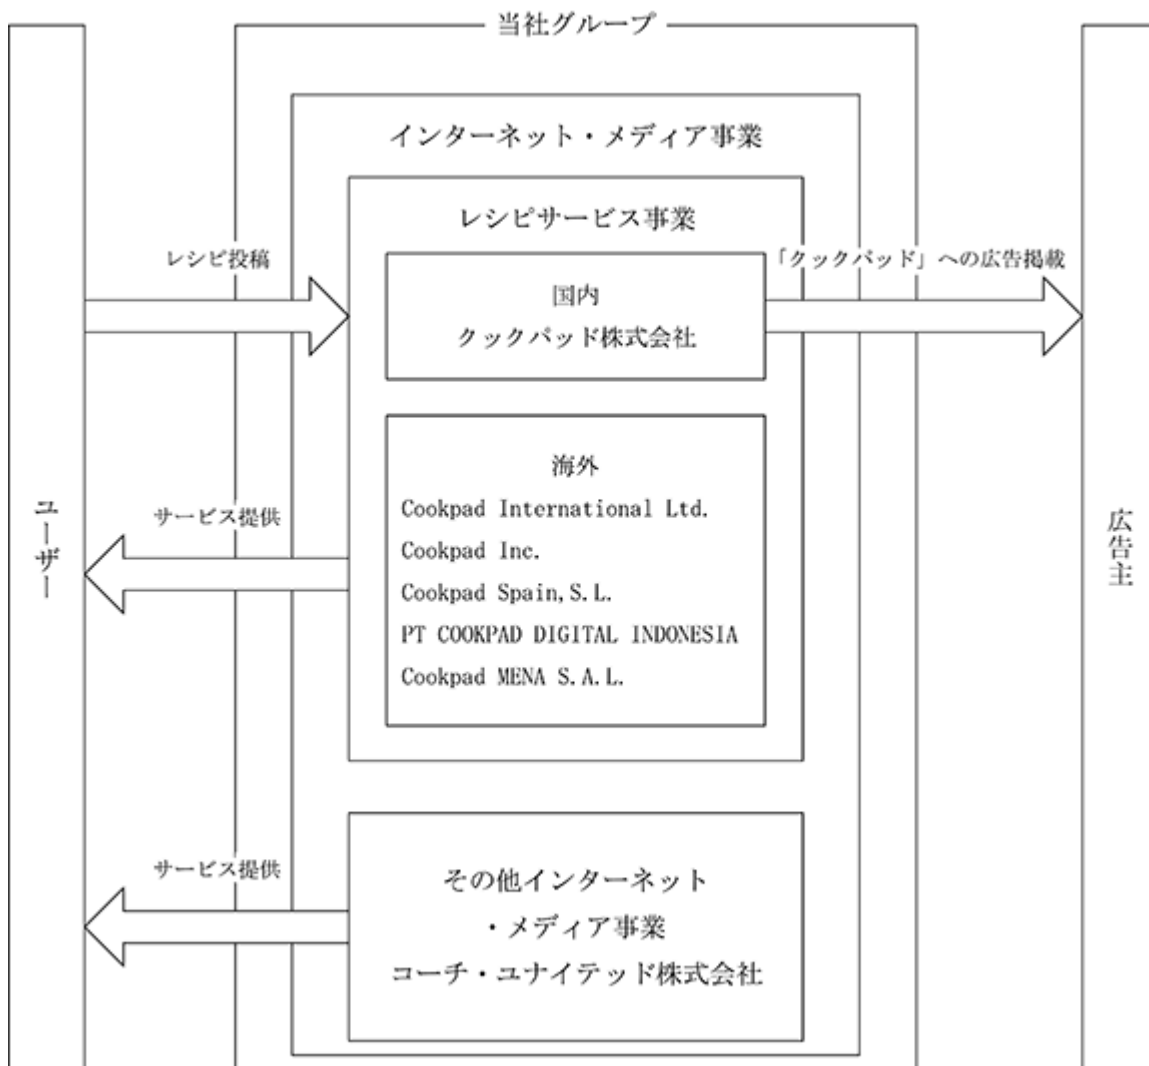 当社グループ
インターネット・メディア事業
レシピサービス事業
レシピ投稿
「クックパッド」への広告掲載
国内
クックパッド株式会社
海外
Cookpad International Ltd.
Cookpad Inc.
Cookpad Spain,S.L.
PT COOKPAD DIGITAL INDONESIA
Cookpad MENA S.A.L.
ユーザー
サービス提供
広告主
サービス提供
その他インターネット
・メディア事業
コーチ・ユナイテッド株式会社